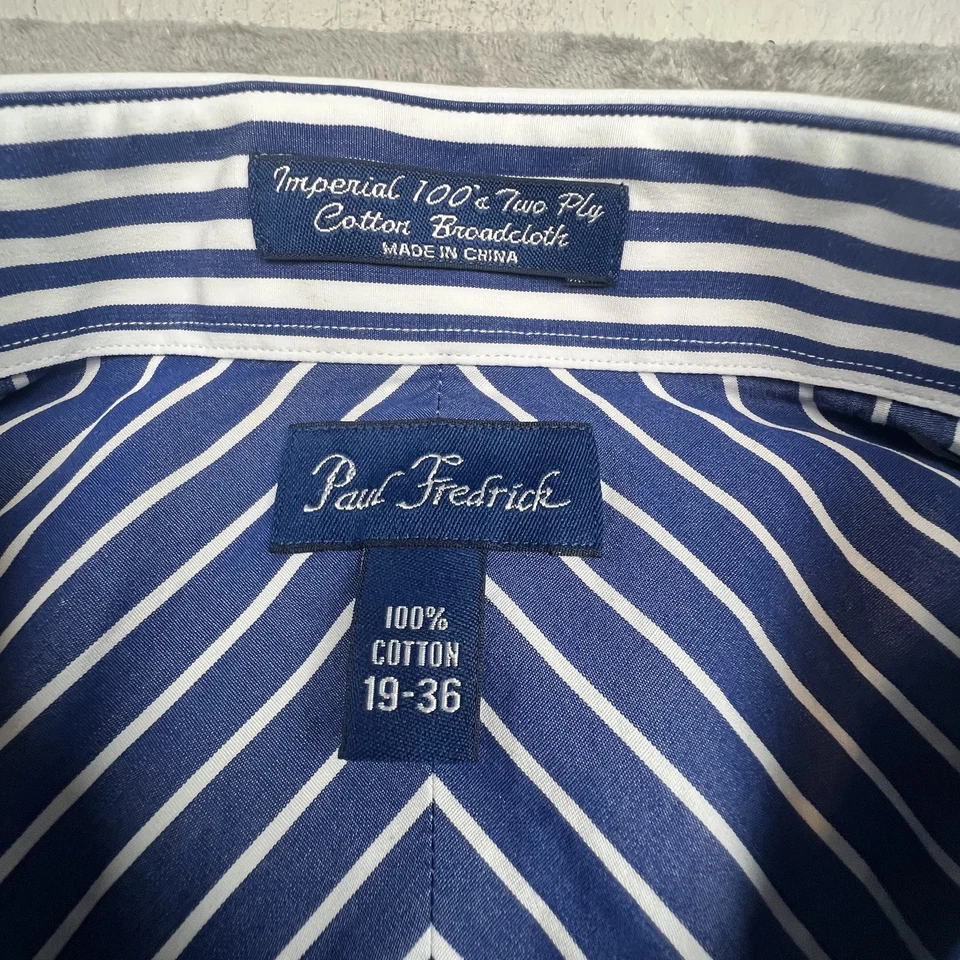 Imperial 100's Two Ply
Cotton Broadcloth
MADE IN CHINA
Paul Fredrick
100%
COTTON
19-36